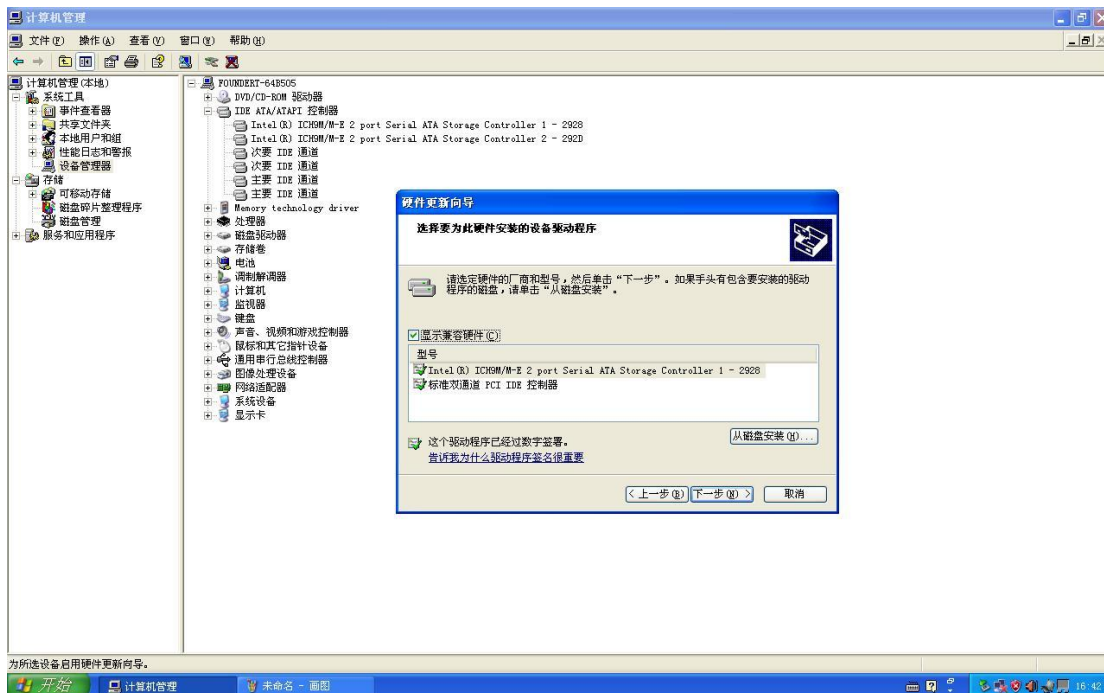 计算机管理
文件(F) 操作(A) 查看(V) 窗口(W) 帮助(H)
计算机管理(本地)
系统工具
事件查看器
共享文件夹
本地用户和组
性能日志和警报
设备管理器
存储
可移动存储
磁盘碎片整理程序
磁盘管理
服务和应用程序
FOUNDERT-64B505
DVD/CD-ROM 驱动器
IDE ATA/ATAPI 控制器
Intel(R) ICH9M/M-E 2 port Serial ATA Storage Controller 1 - 2928
Intel(R) ICH9M/M-E 2 port Serial ATA Storage Controller 2 - 292D
次要 IDE 通道
次要 IDE 通道
主要 IDE 通道
主要 IDE 通道
Memory technology driver
处理器
磁盘驱动器
存储卷
电池
调制解调器
计算机
监视器
键盘
声音、视频和游戏控制器
鼠标和其它指针设备
通用串行总线控制器
图像处理设备
网络适配器
系统设备
显示卡
硬件更新向导
选择要为此硬件安装的设备驱动程序
请选定硬件的厂商和型号，然后单击“下一步”。如果手头有包含要安装的驱动
程序的磁盘，请单击“从磁盘安装”。
显示兼容硬件(C)
型号
Intel(R) ICH9M/M-E 2 port Serial ATA Storage Controller 1 - 2928
标准双通道 PCI IDE 控制器
这个驱动程序已经过数字签署。
告诉我为什么驱动程序签名很重要
从磁盘安装(H)...
< 上一步(B) 下一步(N) > 取消
为所选设备启用硬件更新向导。
开始 计算机管理 未命名 - 画图 16:42